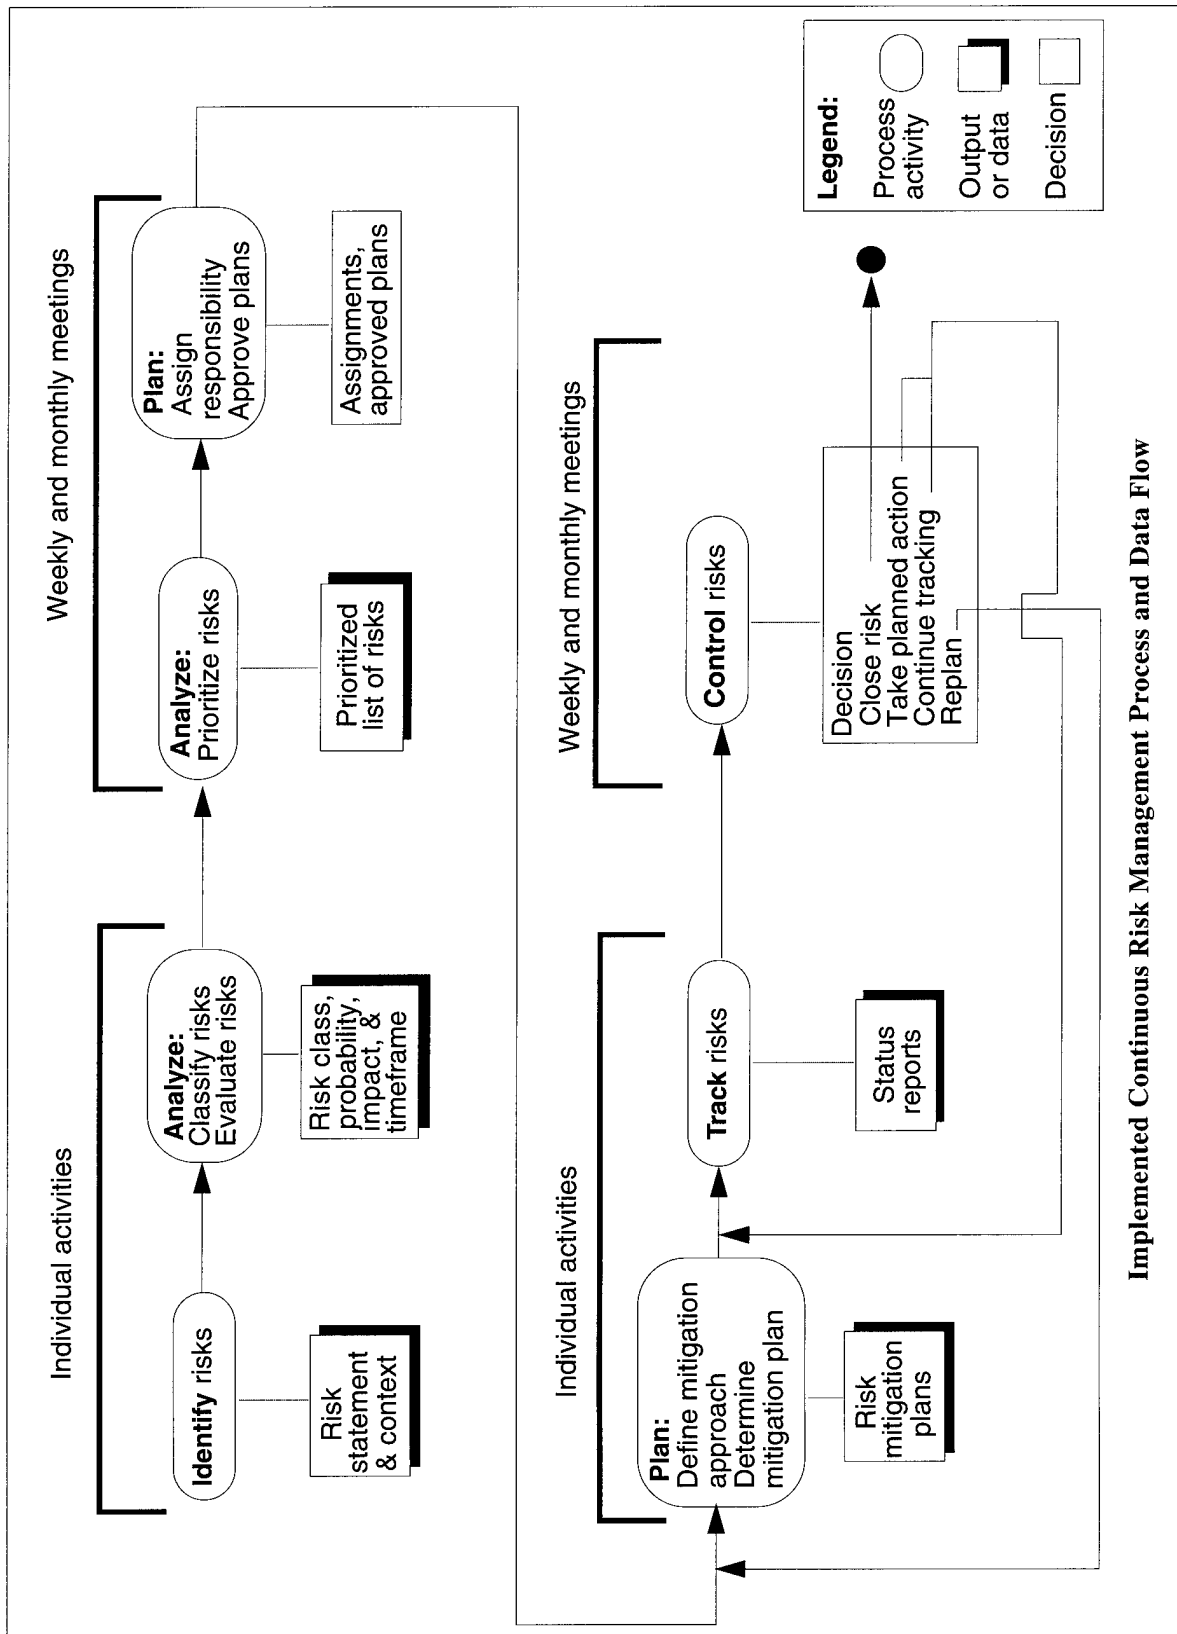 Individual activities
Weekly and monthly meetings
Identify risks
Risk
statement
& context
Analyze:
Classify risks
Evaluate risks
Risk class,
probability,
impact, &
timeframe
Analyze:
Prioritize risks
Prioritized
list of risks
Plan:
Assign
responsibility
Approve plans
Assignments,
approved plans
Individual activities
Weekly and monthly meetings
Plan:
Define mitigation
approach
Determine
mitigation plan
Risk
mitigation
plans
Track risks
Status
reports
Control risks
Decision
Close risk
Take planned action
Continue tracking
Replan
Legend:
Process
activity
Output
or data
Decision
Implemented Continuous Risk Management Process and Data Flow